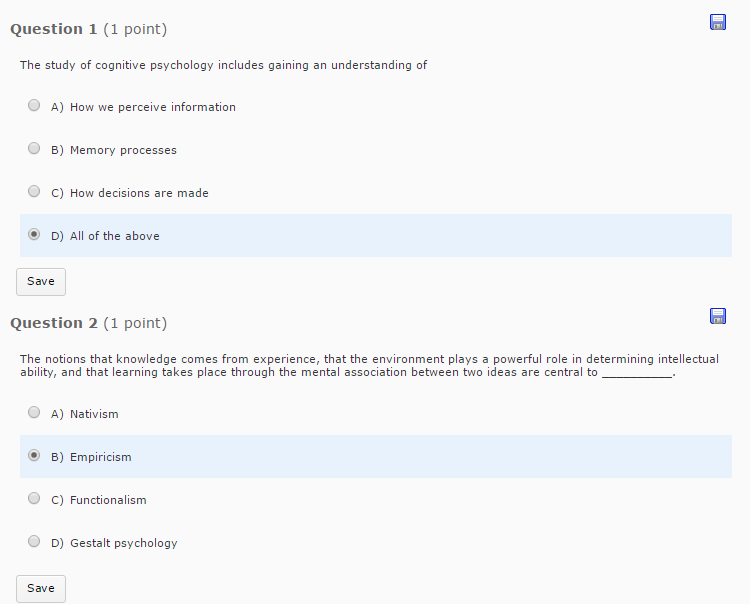 Question 1 (1 point)
The study of cognitive psychology includes gaining an understanding of
A) How we perceive information
B) Memory processes
C) How decisions are made
D) All of the above
Save
Question 2 (1 point)
The notions that knowledge comes from experience, that the environment plays a powerful role in determining intellectual
ability, and that learning takes place through the mental association between two ideas are central to __________.
A) Nativism
B) Empiricism
C) Functionalism
D) Gestalt psychology
Save